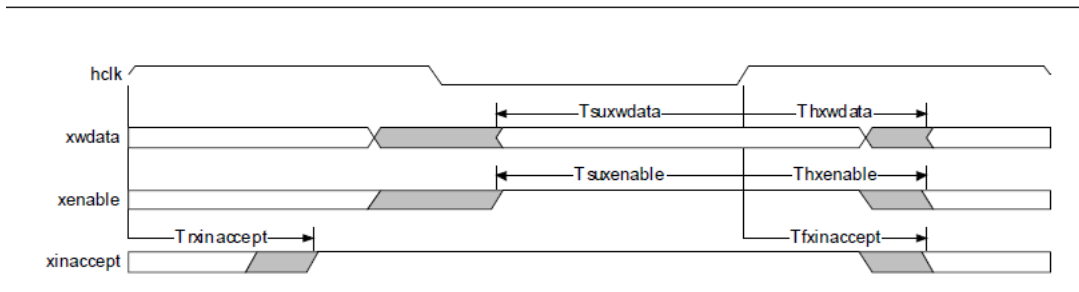 hclk
Tsuxwdata Thxwdata
xwdata
Tsuxenable Thxenable
xenable
Trxinaccept Tfxinaccept
xinaccept